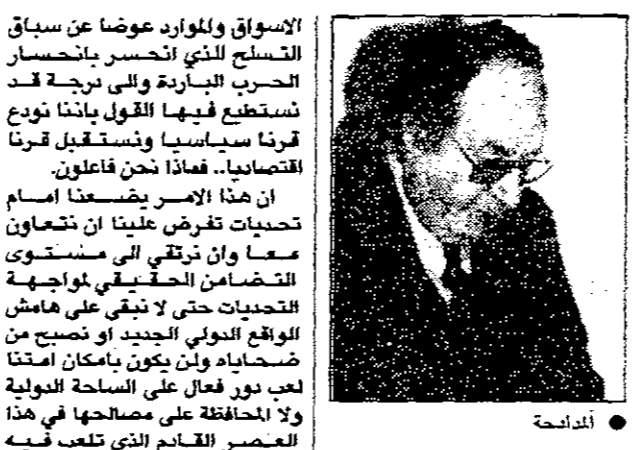 الاسواق والموارد عوضا عن سباق
التسلح الذي انحسر بانحسار
الحرب الباردة والى درجة قد
نستطيع فيها القول باننا نودع
قرنا سياسيا ونستقبل قرنا
اقتصاديا.. فماذا نحن فاعلون.
ان هذا الامر يضعنا امام
تحديات تفرض علينا ان نتعاون
معا وان نرتقي الى مستوى
التضامن الحقيقي لمواجهة
التحديات حتى لا نبقى على هامش
الواقع الدولي الجديد او نصبح من
ضحاياه ولن يكون بامكان امتنا
لعب دور فعال على الساحة الدولية
ولا المحافظة على مصالحها في هذا
العصر القادم الذي تلعب فيه
● المدادحة